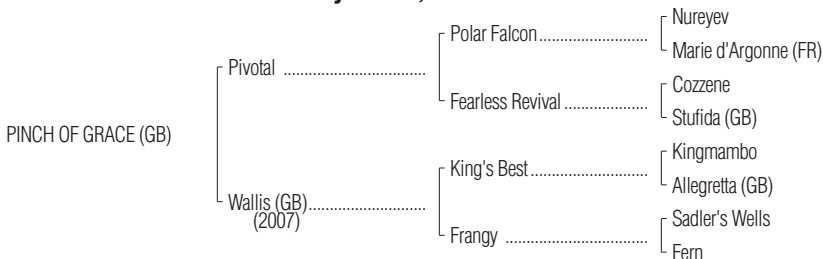 Nureyev
Polar Falcon..............................
Marie d'Argonne (FR)
Pivotal .......................................
Cozzene
Fearless Revival .......................
Stufida (GB)
PINCH OF GRACE (GB)
Kingmambo
King's Best.................................
Allegretta (GB)
Wallis (GB)................................
(2007)
Sadler's Wells
Frangy .......................................
Fern